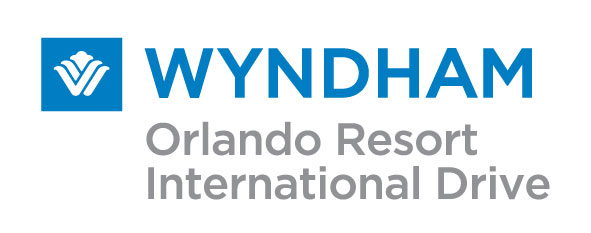 WYNDHAM
Orlando Resort
International Drive